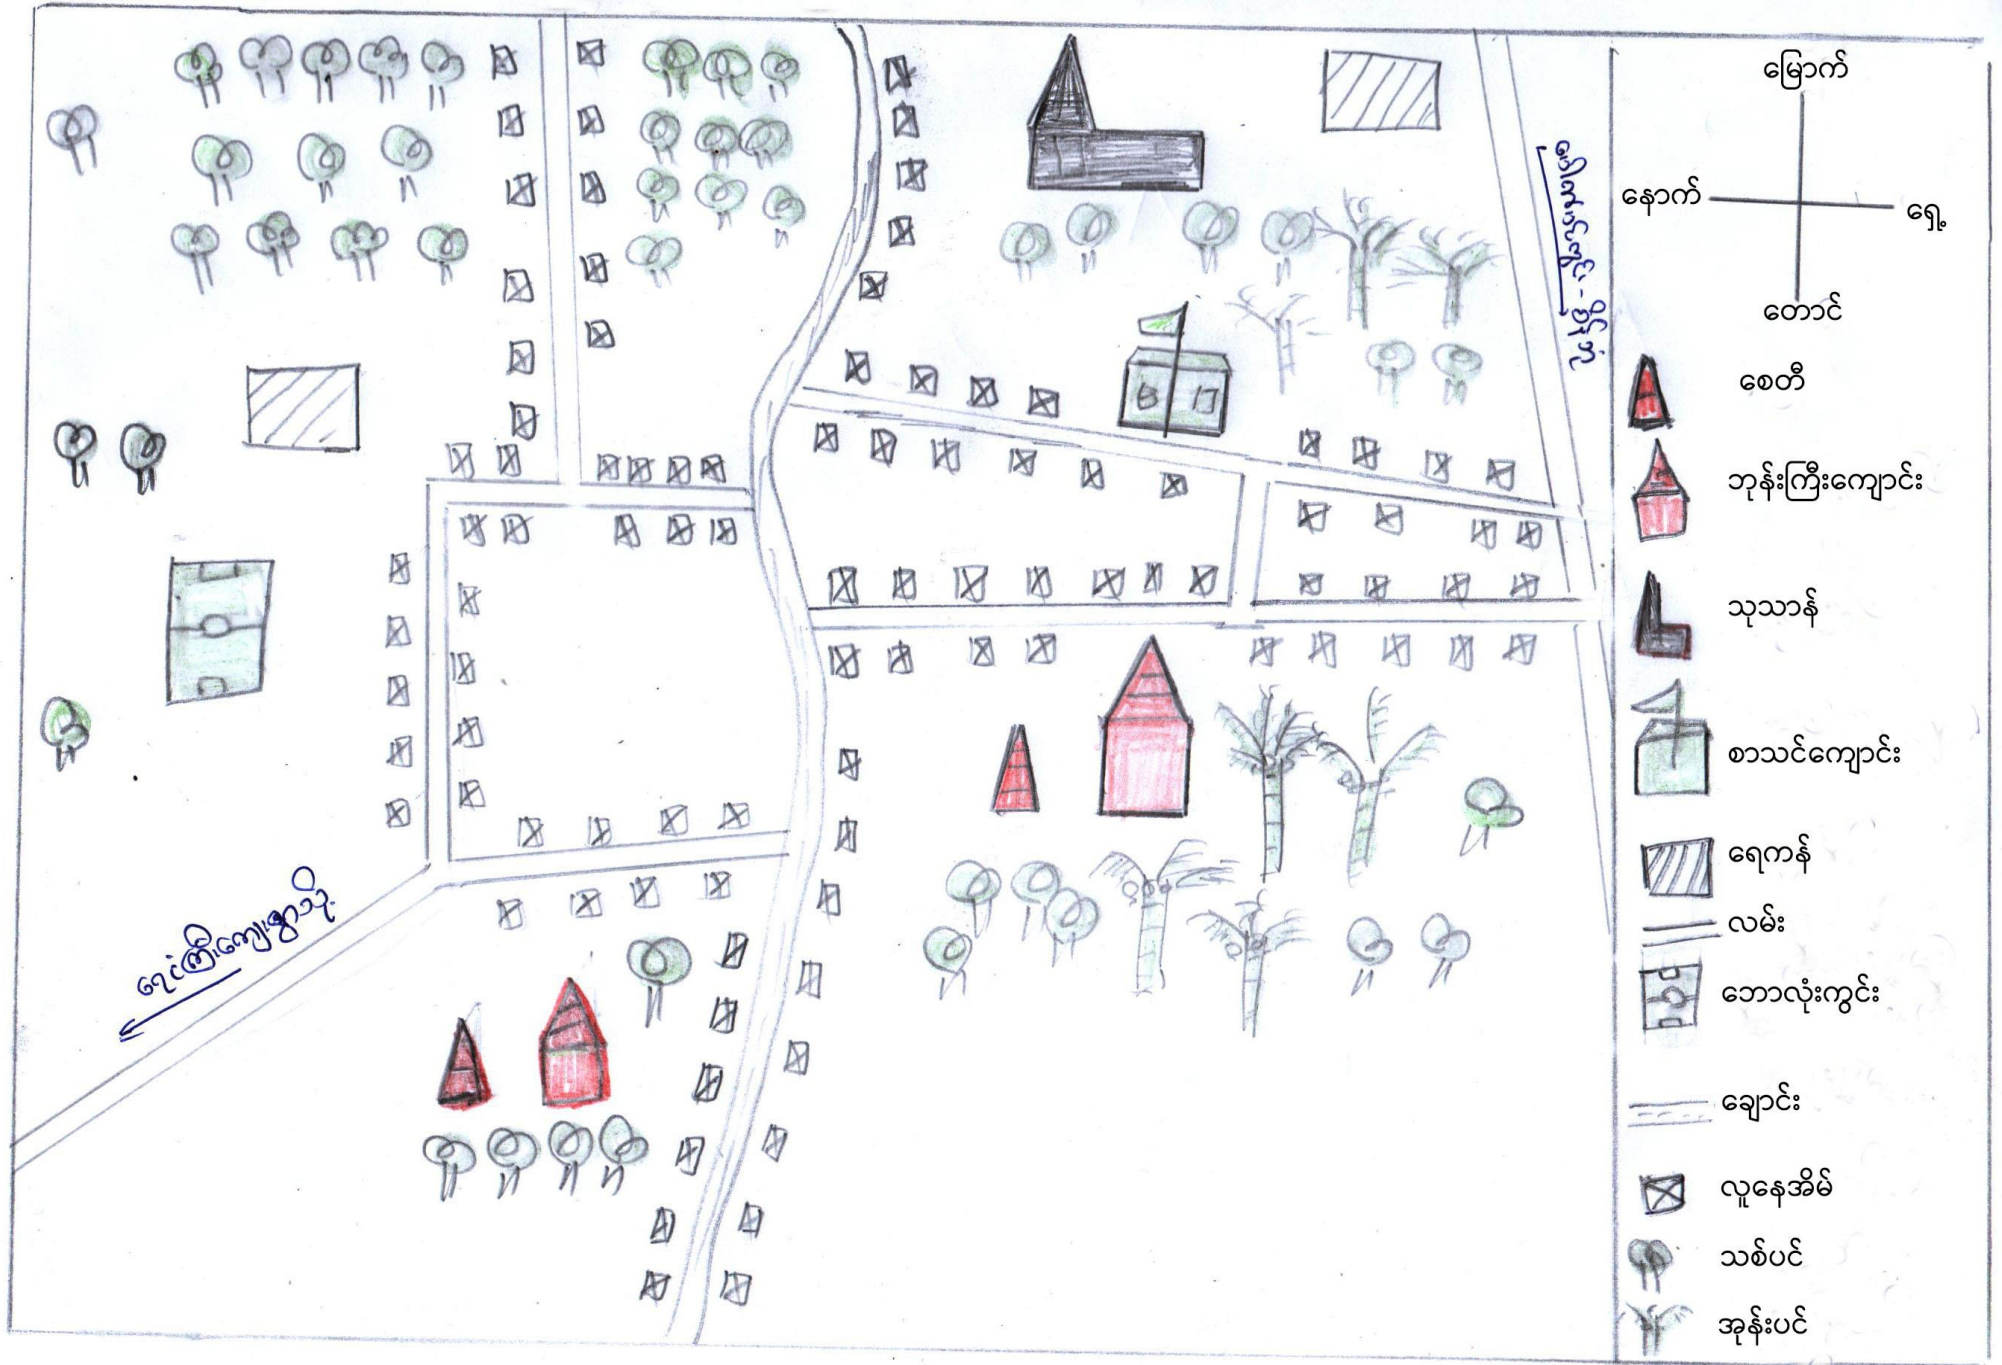 မြောက်
နောက်
ရှေ့
တောင်
စေတီ
ဘုန်းကြီးကျောင်း
သုသာန်
စာသင်ကျောင်း
ရေကန်
လမ်း
ဘောလုံးကွင်း
ချောင်း
လူနေအိမ်
သစ်ပင်
အုန်းပင်